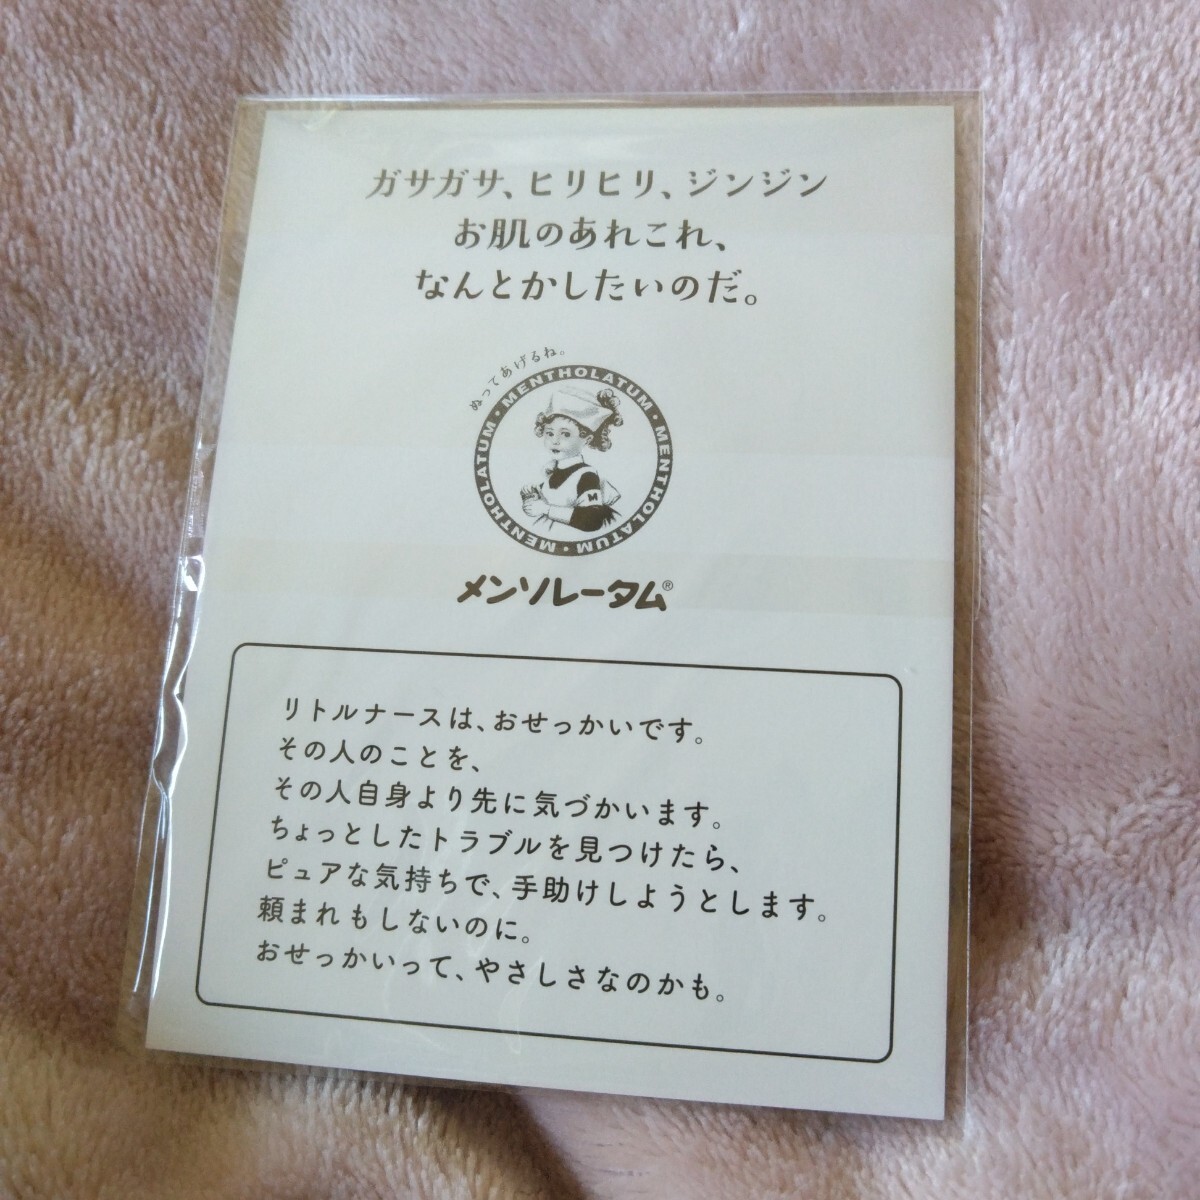 ガサガサ、ヒリヒリ、ジンジン
お肌のあれこれ、
なんとかしたいのだ。
ぬってあげるね。
MENTHOLATUM・MENTHOLATUM・MENTHOLATUM・MENTHOLATUM・
M
メンソレータム®
リトルナースは、おせっかいです。
その人のことを、
その人自身より先に気づかいます。
ちょっとしたトラブルを見つけたら、
ピュアな気持ちで、手助けしようとします。
頼まれもしないのに。
おせっかいって、やさしさなのかも。